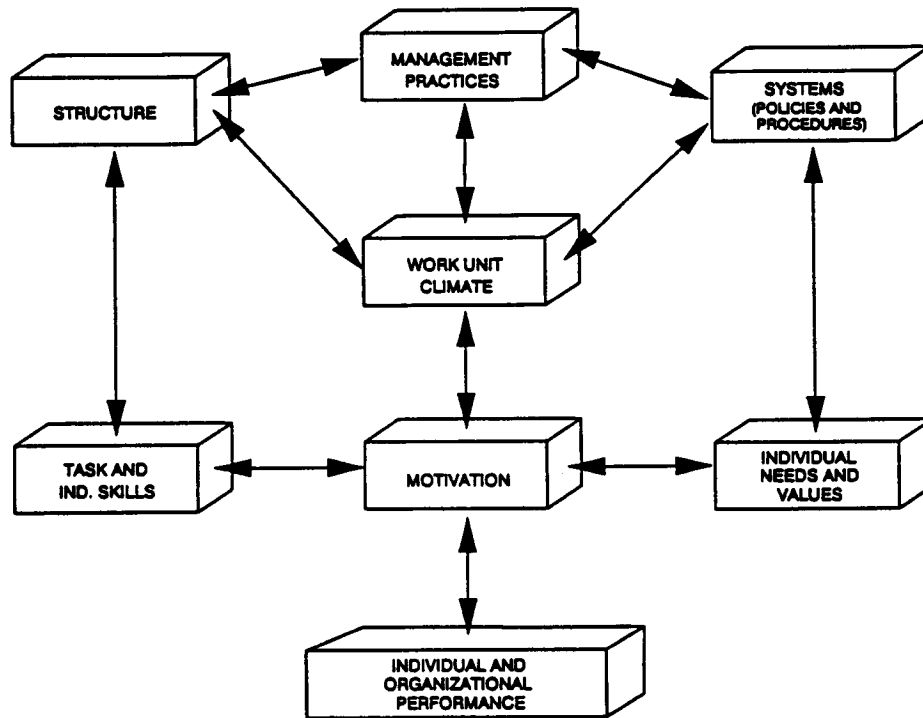 MANAGEMENT
PRACTICES
STRUCTURE
SYSTEMS
(POLICIES AND
PROCEDURES)
WORK UNIT
CLIMATE
TASK AND
IND. SKILLS
MOTIVATION
INDIVIDUAL
NEEDS AND
VALUES
INDIVIDUAL AND
ORGANIZATIONAL
PERFORMANCE